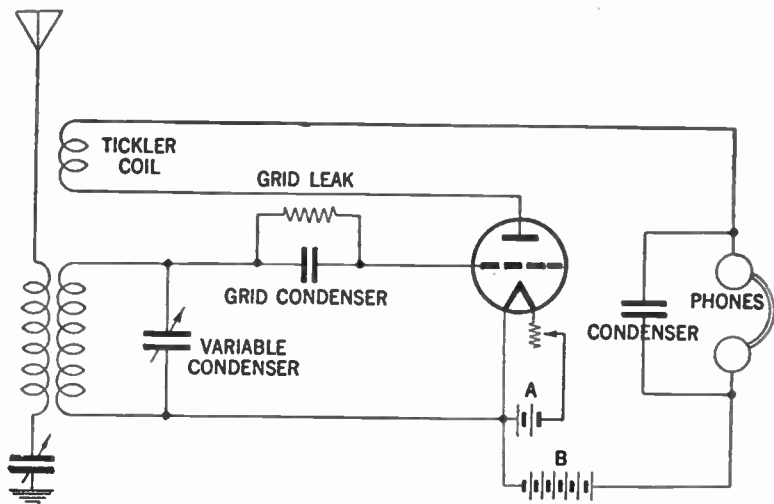 TICKLER
COIL
GRID LEAK
GRID CONDENSER
VARIABLE
CONDENSER
PHONES
CONDENSER
A
B